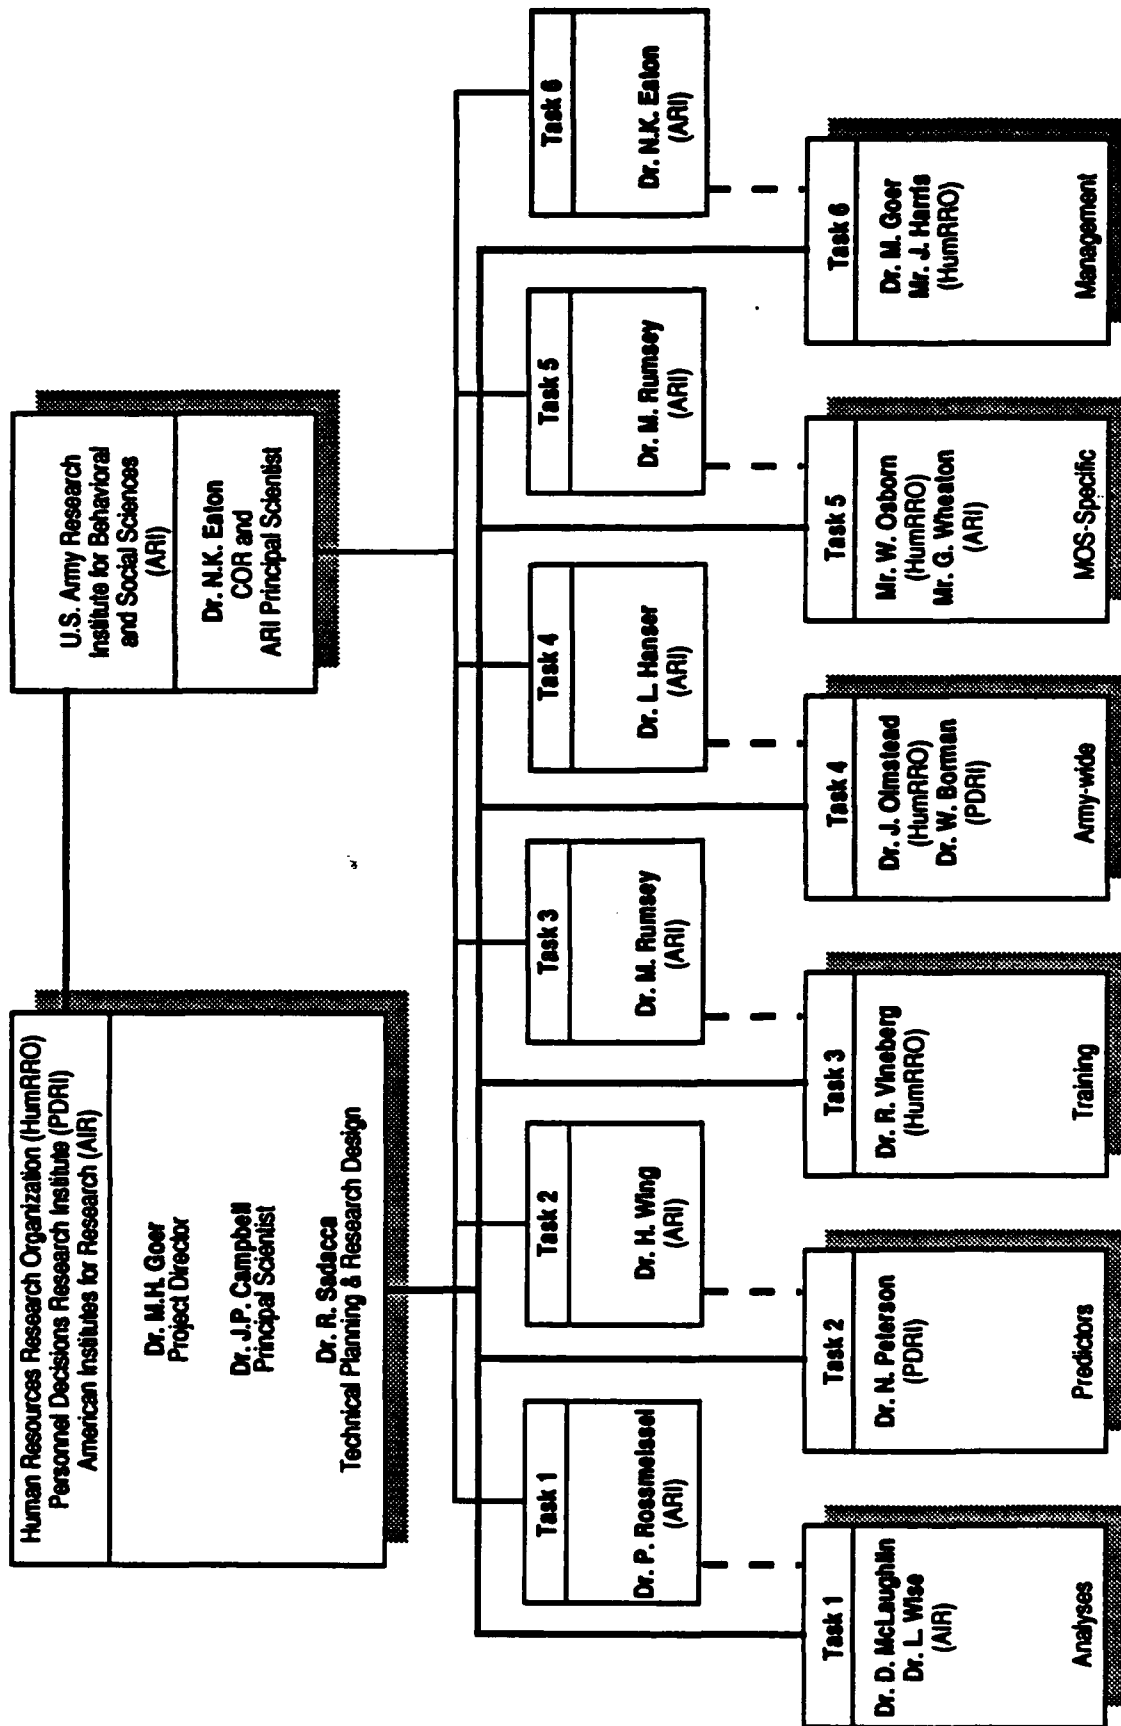 Human Resources Research Organization (HumRRO)
Personnel Decisions Research Institute (PDRI)
American Institutes for Research (AIR)
Dr. M.H. Goer
Project Director
Dr. J.P. Campbell
Principal Scientist
Dr. R. Sadacca
Technical Planning & Research Design
U.S. Army Research
Institute for Behavioral
and Social Sciences
(ARI)
Dr. N.K. Eaton
COR and
ARI Principal Scientist
Task 1
Dr. P. Rossmeissel
(ARI)
Task 2
Dr. H. Wing
(ARI)
Task 3
Dr. M. Rumsey
(ARI)
Task 4
Dr. L. Hanser
(ARI)
Task 5
Dr. M. Rumsey
(ARI)
Task 6
Dr. N.K. Eaton
(ARI)
Task 1
Dr. D. McLaughlin
Dr. L. Wise
(AIR)
Analyses
Task 2
Dr. N. Peterson
(PDRI)
Predictors
Task 3
Dr. R. Vineberg
(HumRRO)
Training
Task 4
Dr. J. Olmstead
(HumRRO)
Dr. W. Borman
(PDRI)
Army-wide
Task 5
Mr. W. Osborn
(HumRRO)
Mr. G. Wheaton
(ARI)
MOS-Specific
Task 6
Dr. M. Goer
Mr. J. Harris
(HumRRO)
Management